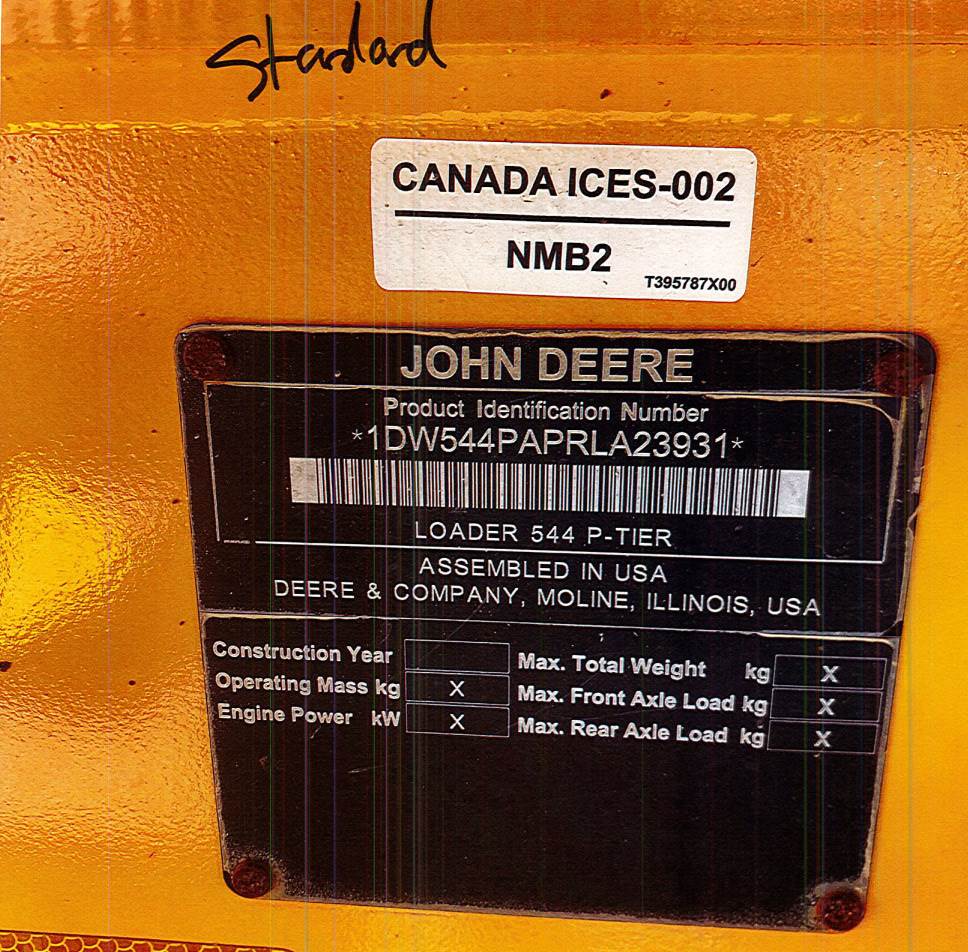 Standard
CANADA ICES-002
NMB2
T395787X00
JOHN DEERE
Product Identification Number
*1DW544PAPRLA23931*
LOADER 544 P-TIER
ASSEMBLED IN USA
DEERE & COMPANY, MOLINE, ILLINOIS, USA
Construction Year
Operating Mass kg X
Engine Power kW X
Max. Total Weight kg X
Max. Front Axle Load kg X
Max. Rear Axle Load kg X